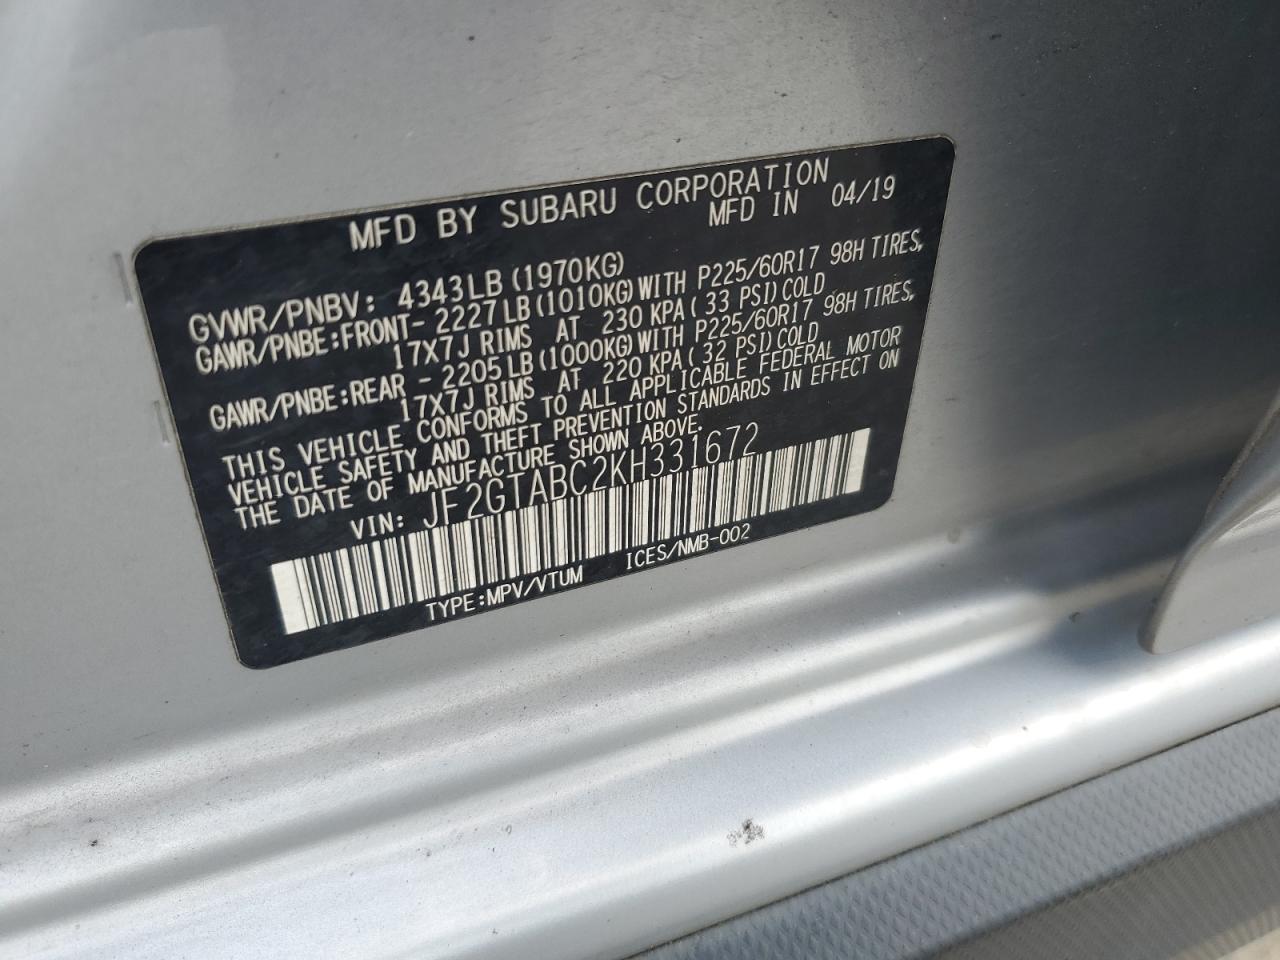 MFD BY SUBARU CORPORATION
MFD IN 04/19
GVWR/PNBV: 4343LB(1970KG)
GAWR/PNBE:FRONT-2227LB(1010KG)WITH P225/60R17 98H TIRES,
17X7J RIMS AT 230 KPA(33 PSI)COLD
GAWR/PNBE:REAR -2205LB(1000KG)WITH P225/60R17 98H TIRES,
17X7J RIMS AT 220 KPA(32 PSI)COLD
THIS VEHICLE CONFORMS TO ALL APPLICABLE FEDERAL MOTOR
VEHICLE SAFETY AND THEFT PREVENTION STANDARDS IN EFFECT ON
THE DATE OF MANUFACTURE SHOWN ABOVE.
VIN: JF2GTABC2KH331672
TYPE:MPV/VTUM ICES/NMB-002